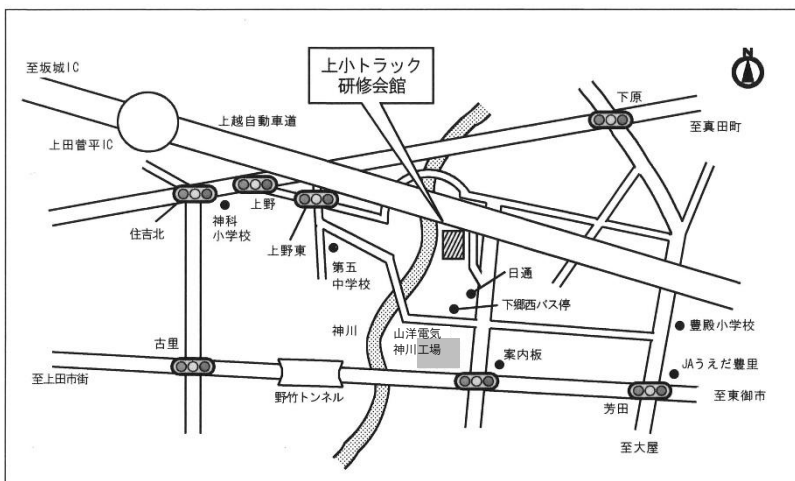 上小トラック
研修会館
N
至坂城IC
上越自動車道
下原
至真田町
上田菅平IC
住吉北
神科
小学校
上野
上野東
第五
中学校
日通
下郷西バス停
神川
山洋電気
神川工場
豊殿小学校
古里
案内板
JAうえだ豊里
至上田市街
野竹トンネル
芳田
至東御市
至大屋